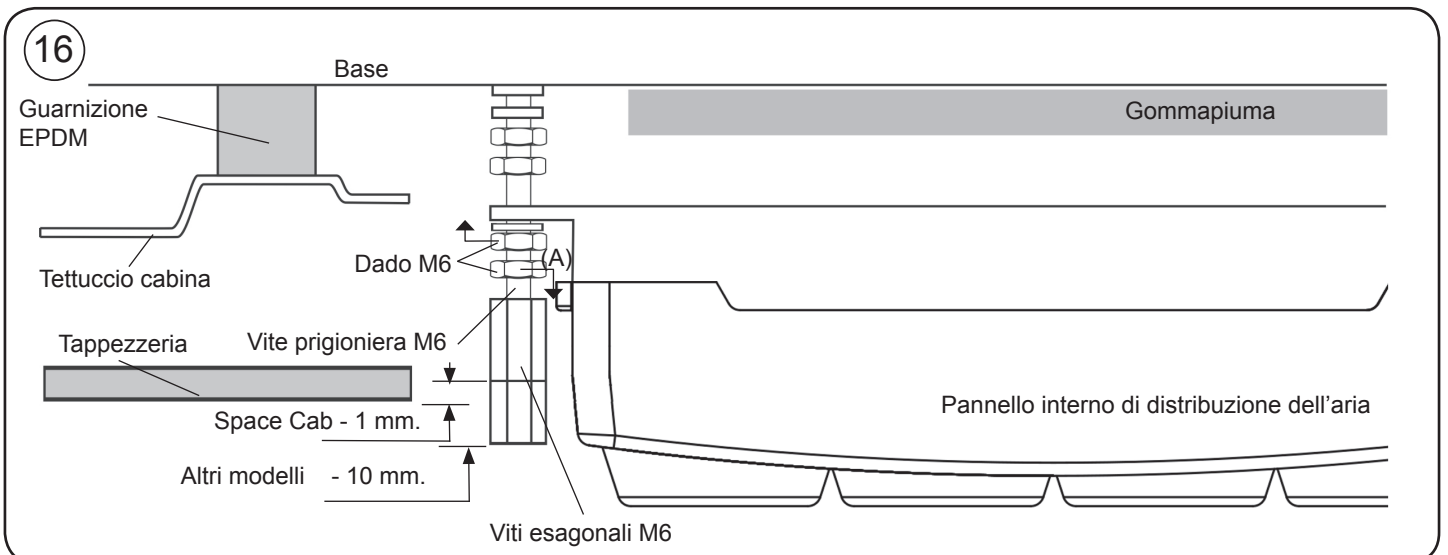 16
Base
Guarnizione
EPDM
Gommapiuma
Dado M6
(A)
Tettuccio cabina
Tappezzeria
Vite prigioniera M6
Space Cab - 1 mm.
Pannello interno di distribuzione dell'aria
Altri modelli - 10 mm.
Viti esagonali M6